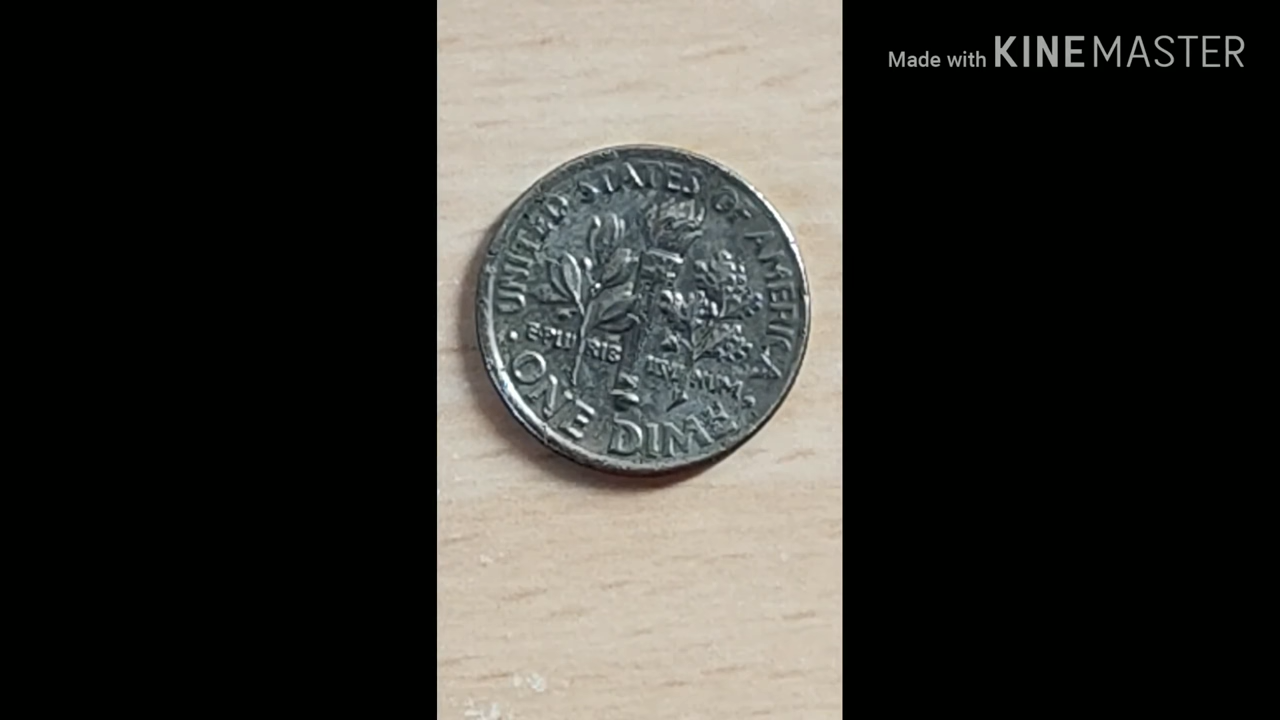 Made with KINEMASTER
UNITED STATES OF AMERICA
E PLURIBUS UNUM
ONE DIME